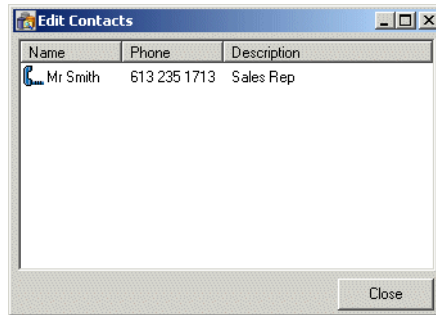 Edit Contacts
Name Phone Description
Mr Smith 613 235 1713 Sales Rep
Close